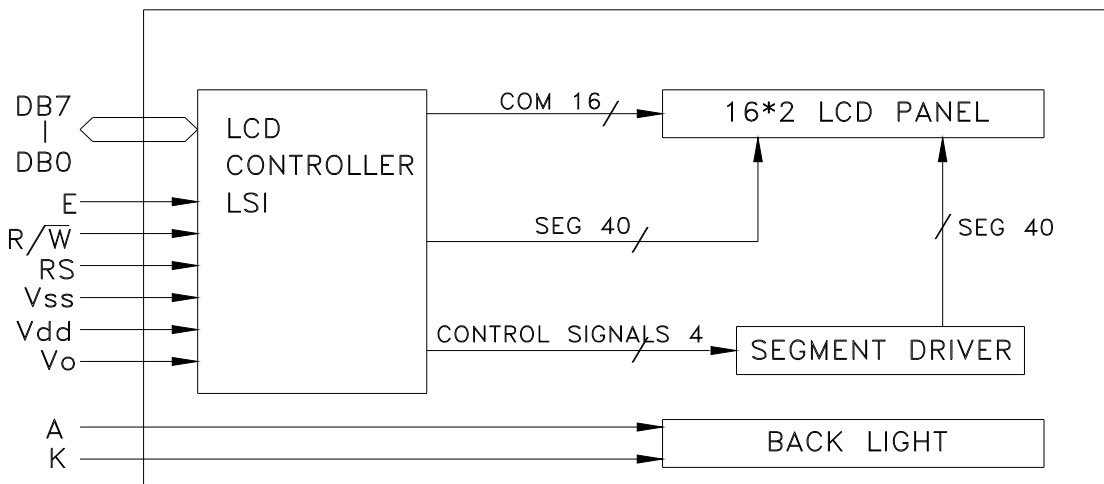 DB7
|
DB0
E
R/W̅
RS
Vss
Vdd
Vo
A
K
LCD
CONTROLLER
LSI
COM 16
SEG 40
CONTROL SIGNALS 4
16*2 LCD PANEL
SEG 40
SEGMENT DRIVER
BACK LIGHT